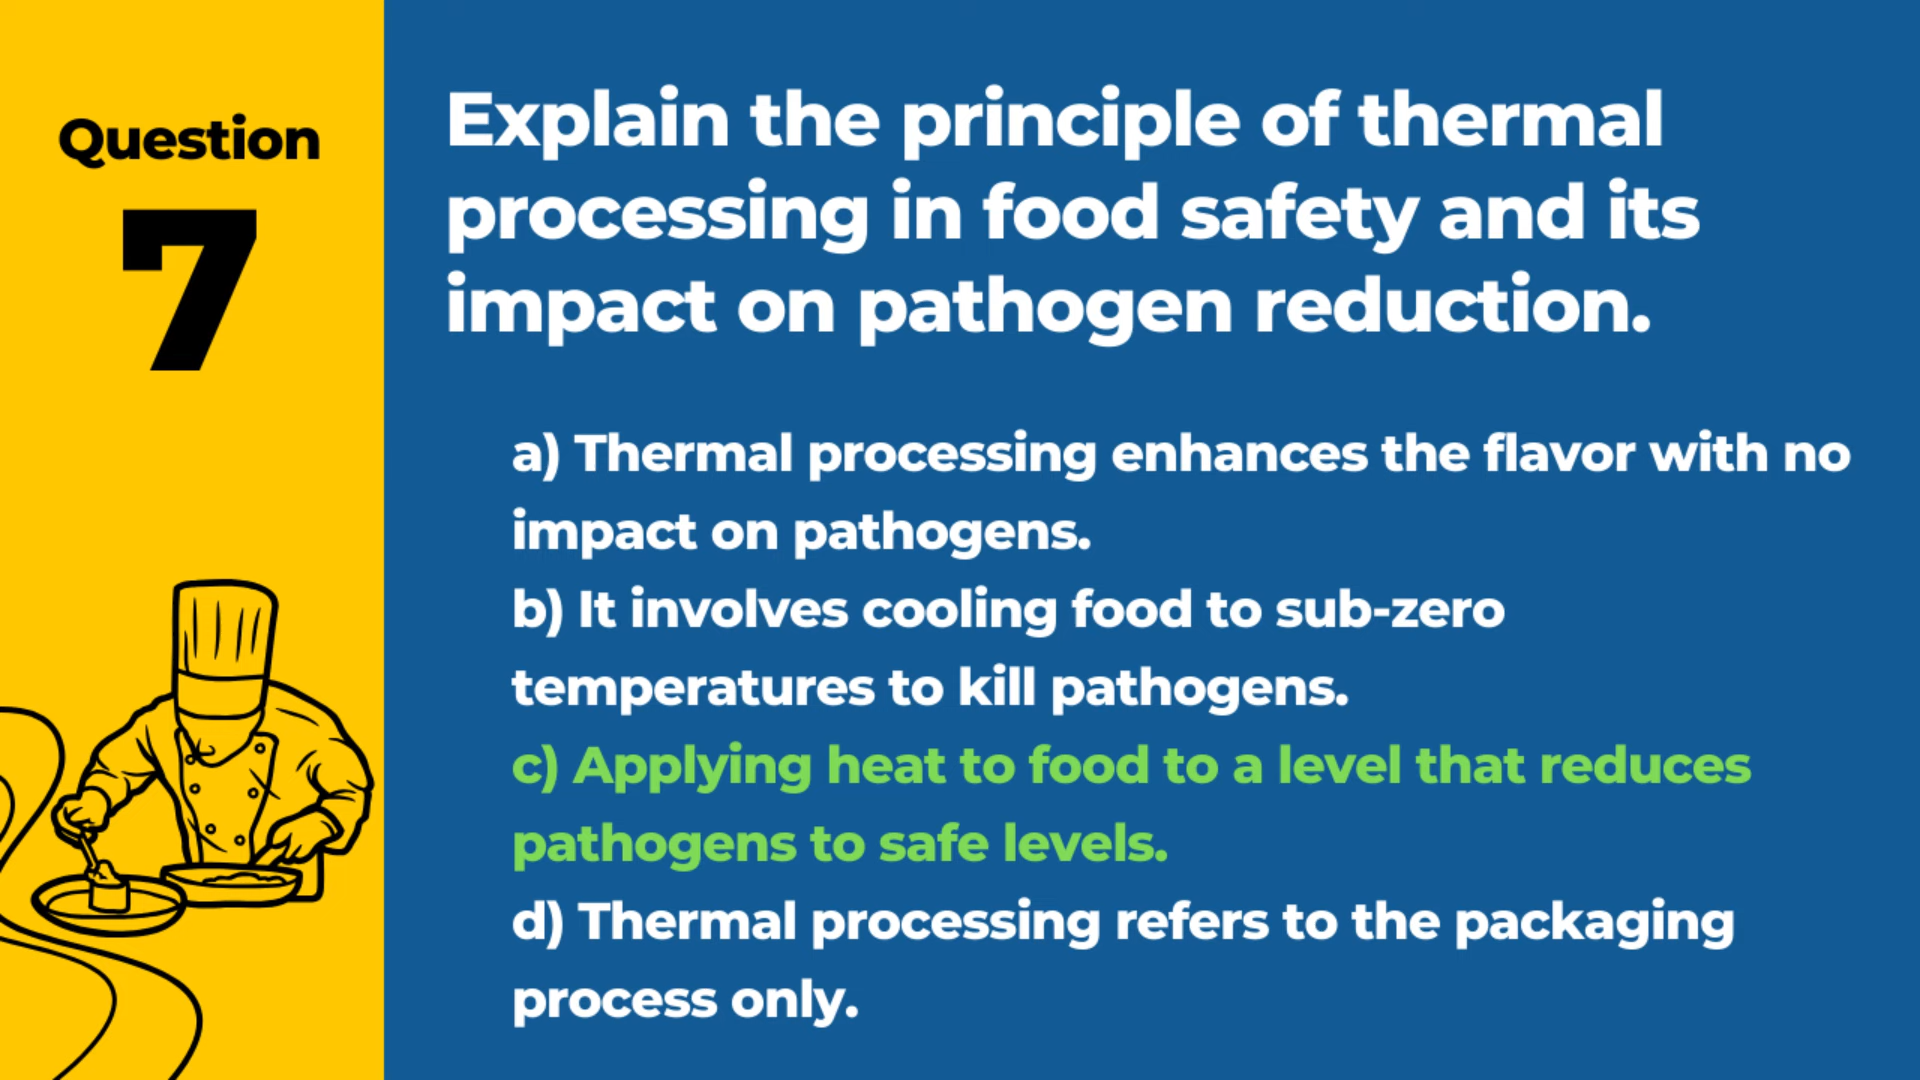 Question
7
Explain the principle of thermal
processing in food safety and its
impact on pathogen reduction.
a) Thermal processing enhances the flavor with no
impact on pathogens.
b) It involves cooling food to sub-zero
temperatures to kill pathogens.
c) Applying heat to food to a level that reduces
pathogens to safe levels.
d) Thermal processing refers to the packaging
process only.